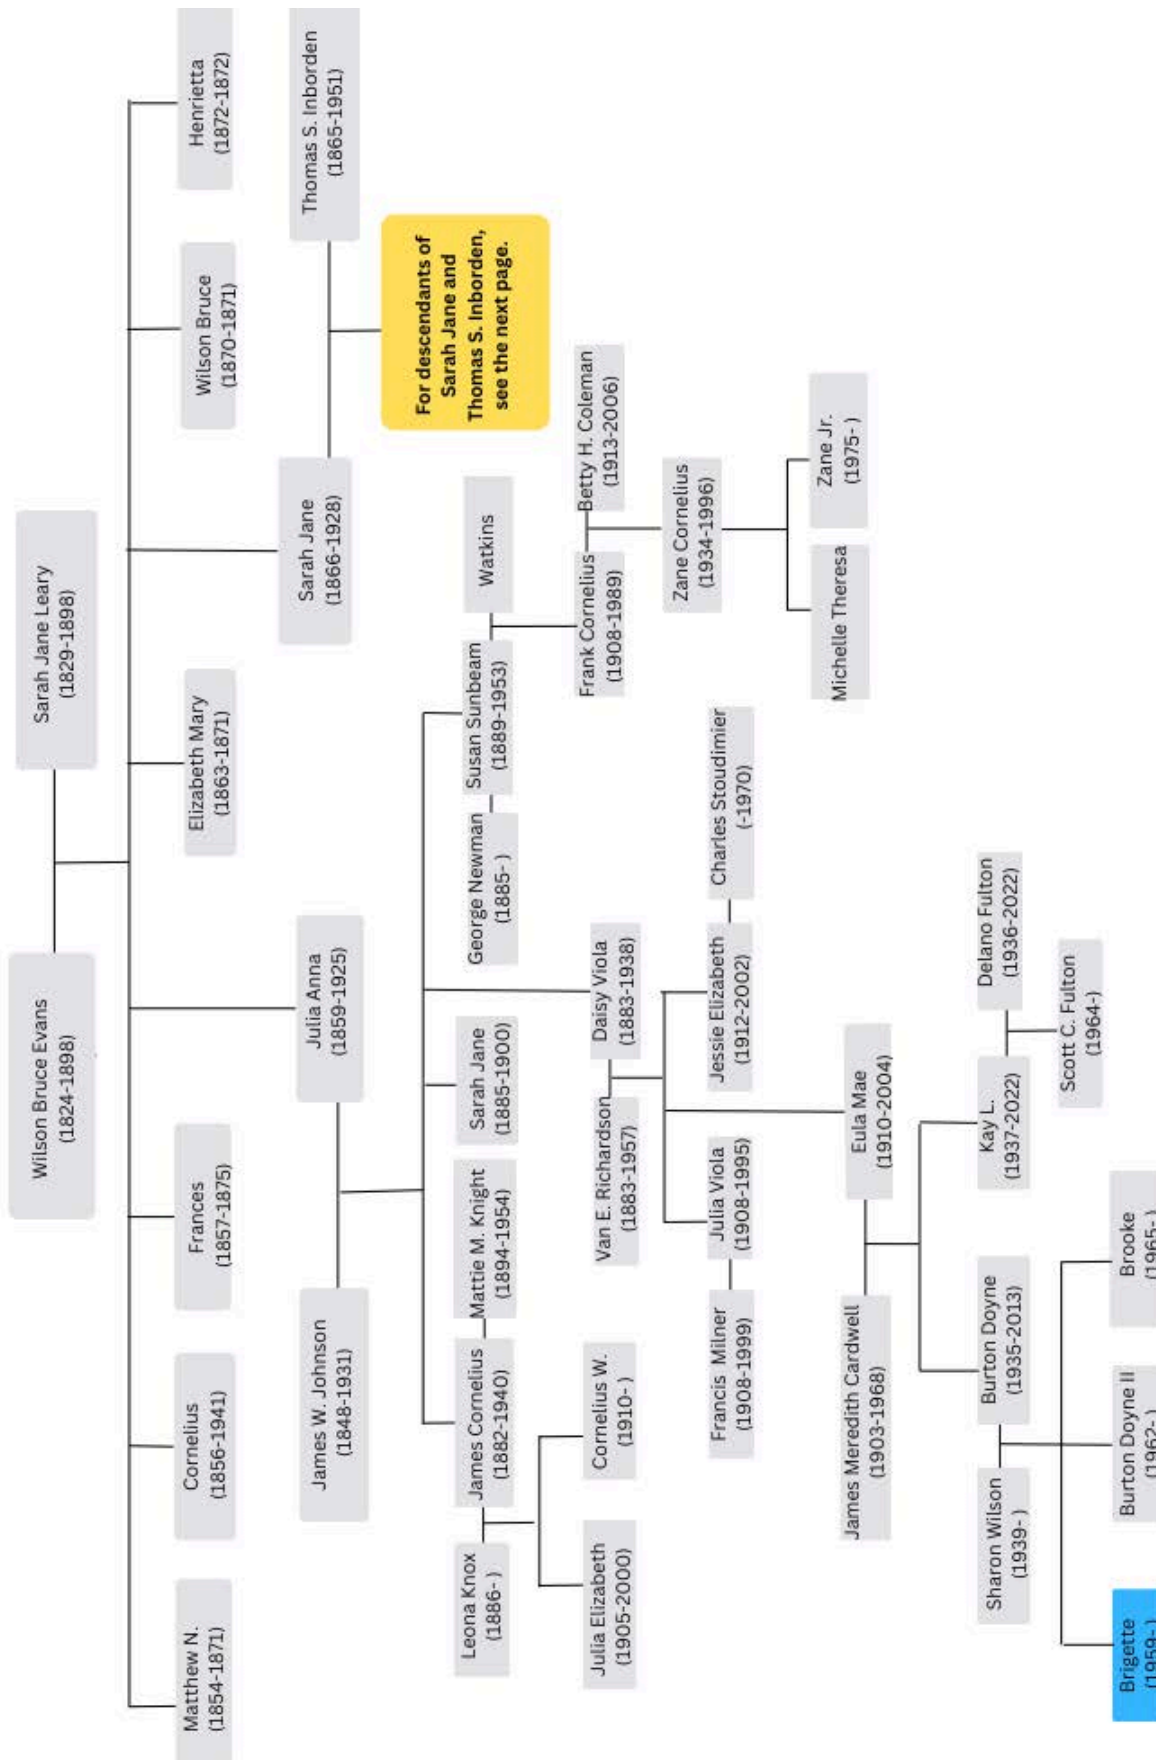 Wilson Bruce Evans
(1824-1898)
Sarah Jane Leary
(1829-1898)
Matthew N.
(1854-1871)
Cornelius
(1856-1941)
Frances
(1857-1875)
Elizabeth Mary
(1863-1871)
Wilson Bruce
(1870-1871)
Henrietta
(1872-1872)
James W. Johnson
(1848-1931)
Julia Anna
(1859-1925)
Sarah Jane
(1866-1928)
Thomas S. Inborden
(1865-1951)
For descendants of
Sarah Jane and
Thomas S. Inborden,
see the next page.
Leona Knox
(1886- )
James Cornelius
(1882-1940)
Mattie M. Knight
(1894-1954)
Sarah Jane
(1885-1900)
George Newman
(1885- )
Susan Sunbeam
(1889-1953)
Watkins
Julia Elizabeth
(1905-2000)
Cornelius W.
(1910- )
Van E. Richardson
(1883-1957)
Daisy Viola
(1883-1938)
Frank Cornelius
(1908-1989)
Betty H. Coleman
(1913-2006)
Francis Milner
(1908-1999)
Julia Viola
(1908-1995)
Jessie Elizabeth
(1912-2002)
Charles Stoudimier
(-1970)
Zane Cornelius
(1934-1996)
James Meredith Cardwell
(1903-1968)
Eula Mae
(1910-2004)
Michelle Theresa
Zane Jr.
(1975- )
Sharon Wilson
(1939- )
Burton Doyne
(1935-2013)
Kay L.
(1937-2022)
Delano Fulton
(1936-2022)
Scott C. Fulton
(1964-)
Brigette
(1959- )
Burton Doyne II
(1962- )
Brooke
(1965- )